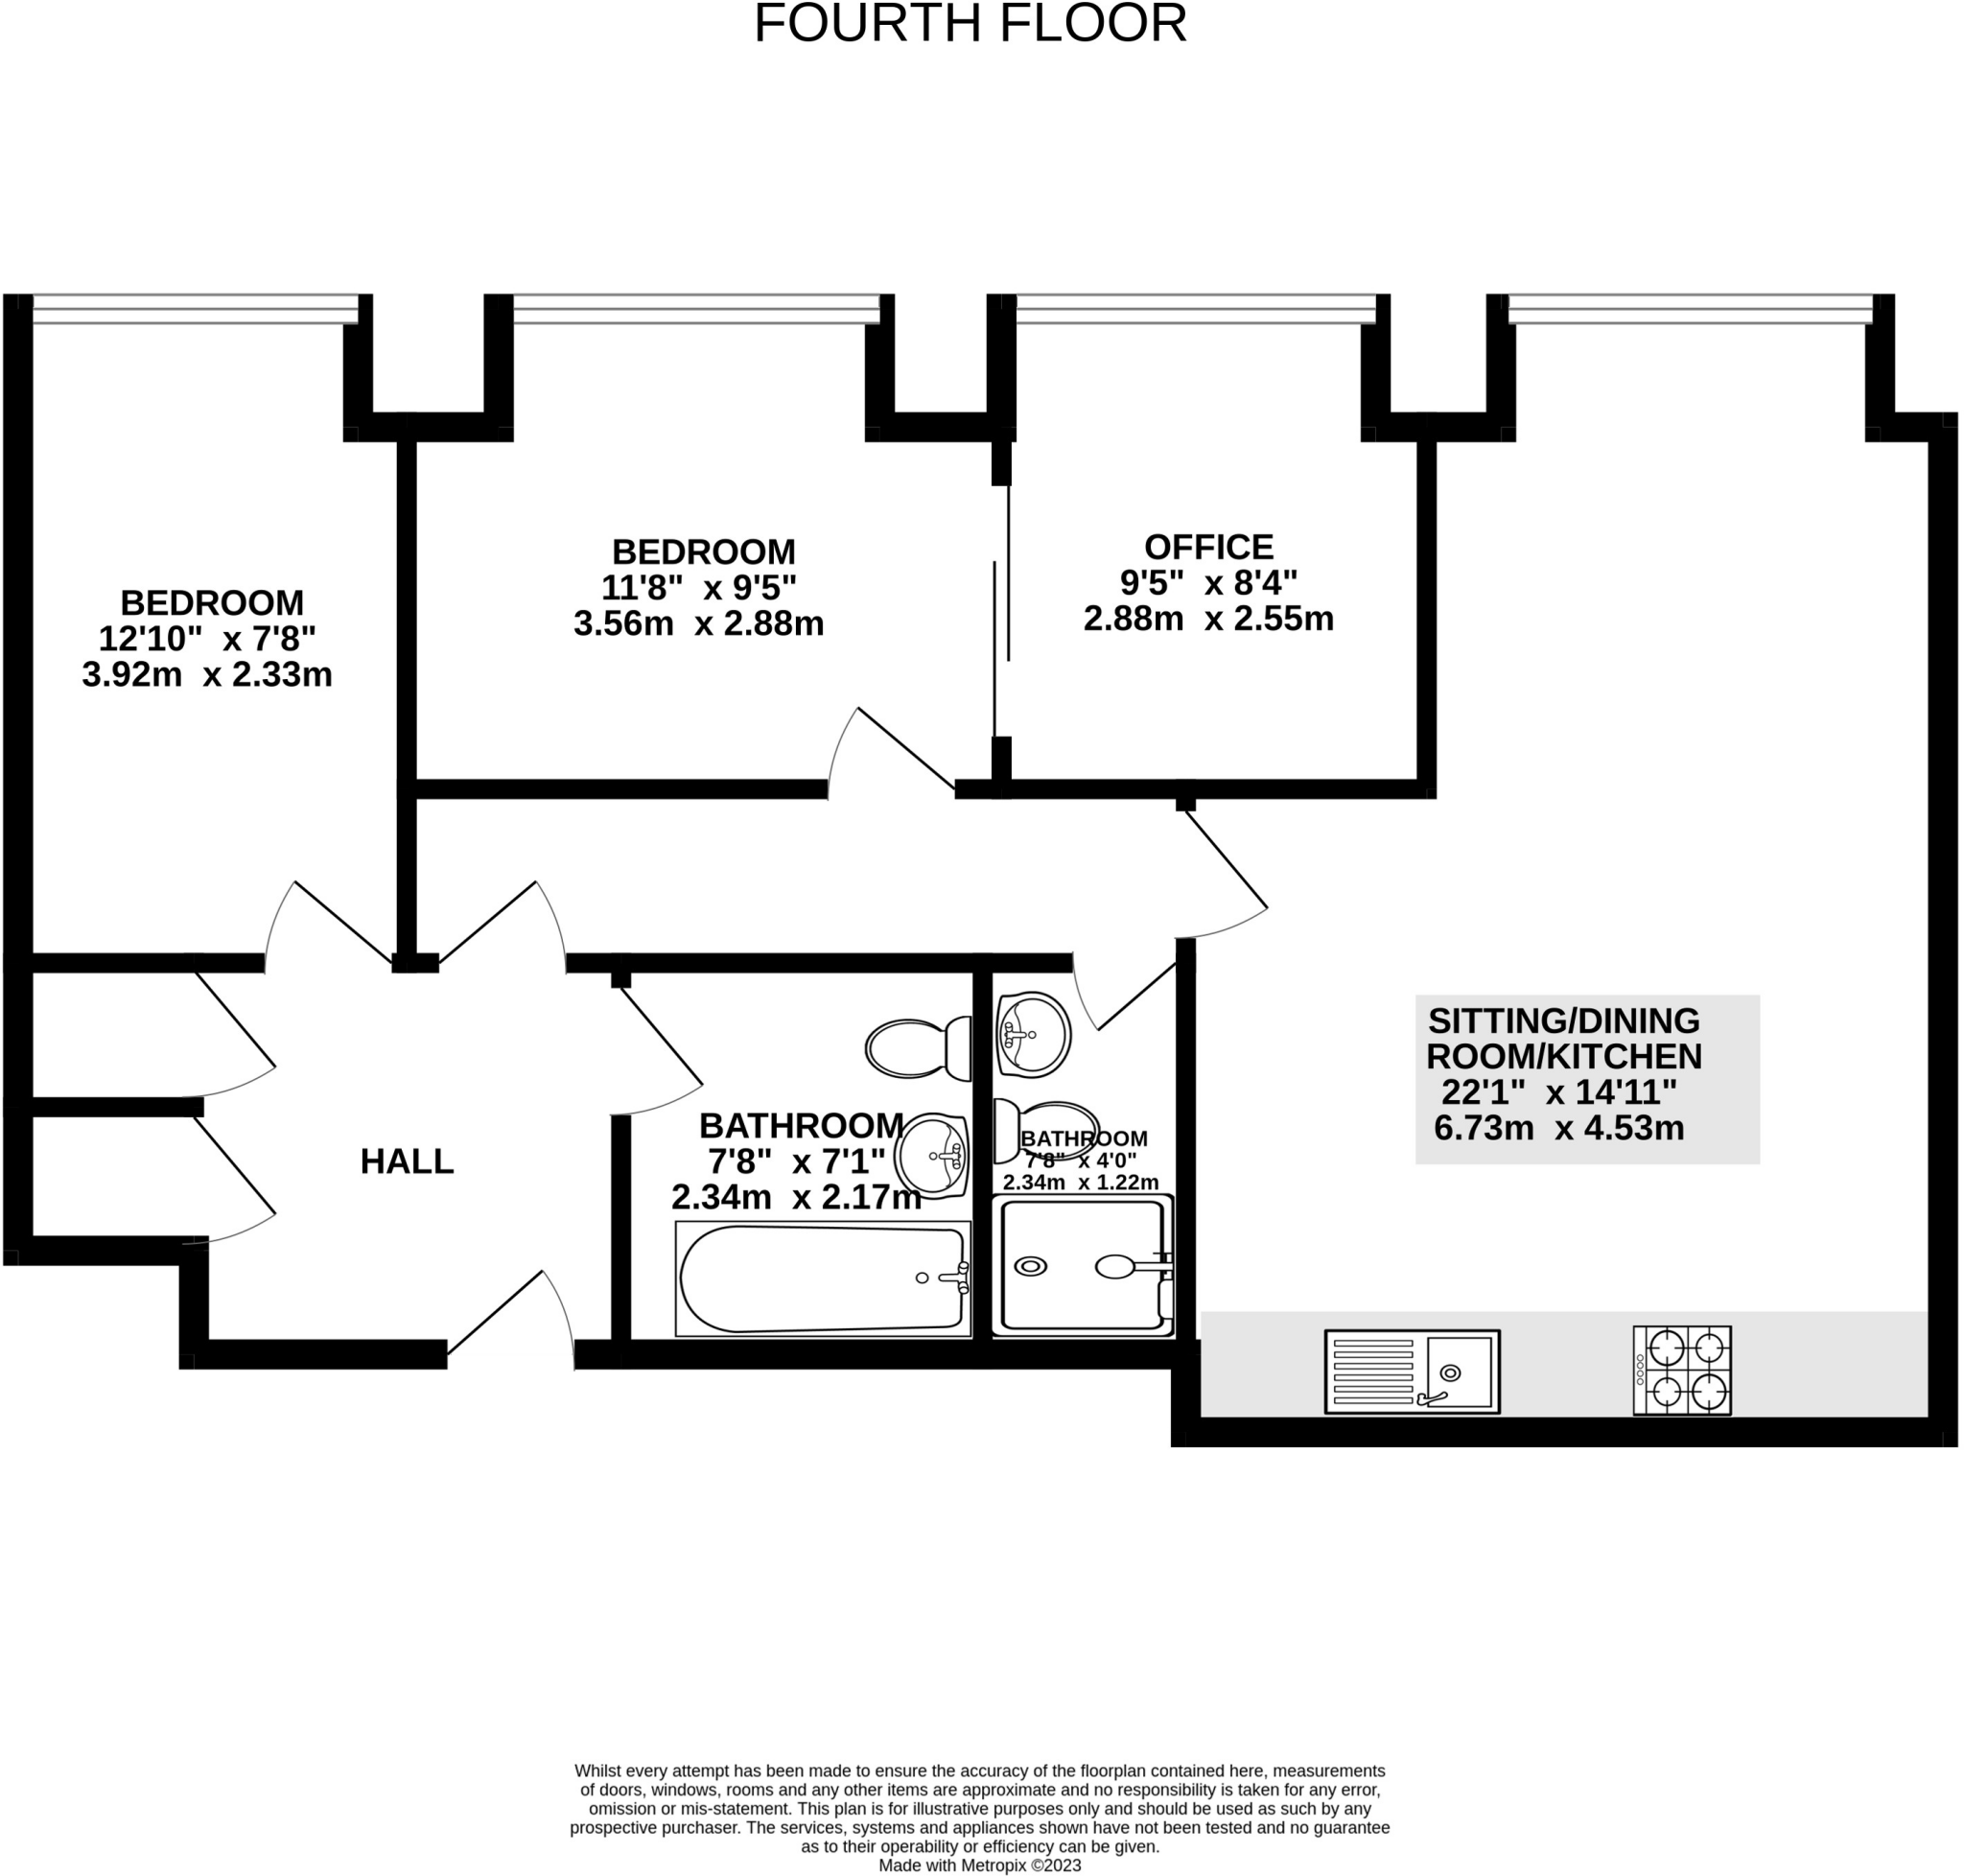 FOURTH FLOOR
BEDROOM
12'10" x 7'8"
3.92m x 2.33m
BEDROOM
11'8" x 9'5"
3.56m x 2.88m
OFFICE
9'5" x 8'4"
2.88m x 2.55m
SITTING/DINING
ROOM/KITCHEN
22'1" x 14'11"
6.73m x 4.53m
HALL
BATHROOM
7'8" x 7'1"
2.34m x 2.17m
BATHROOM
7'8" x 4'0"
2.34m x 1.22m
Whilst every attempt has been made to ensure the accuracy of the floorplan contained here, measurements
of doors, windows, rooms and any other items are approximate and no responsibility is taken for any error,
omission or mis-statement. This plan is for illustrative purposes only and should be used as such by any
prospective purchaser. The services, systems and appliances shown have not been tested and no guarantee
as to their operability or efficiency can be given.
Made with Metropix ©2023